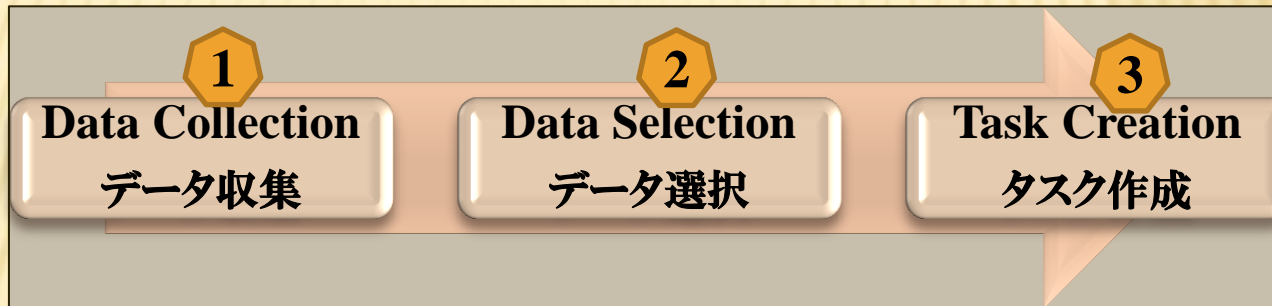 1
Data Collection
データ収集
2
Data Selection
データ選択
3
Task Creation
タスク作成